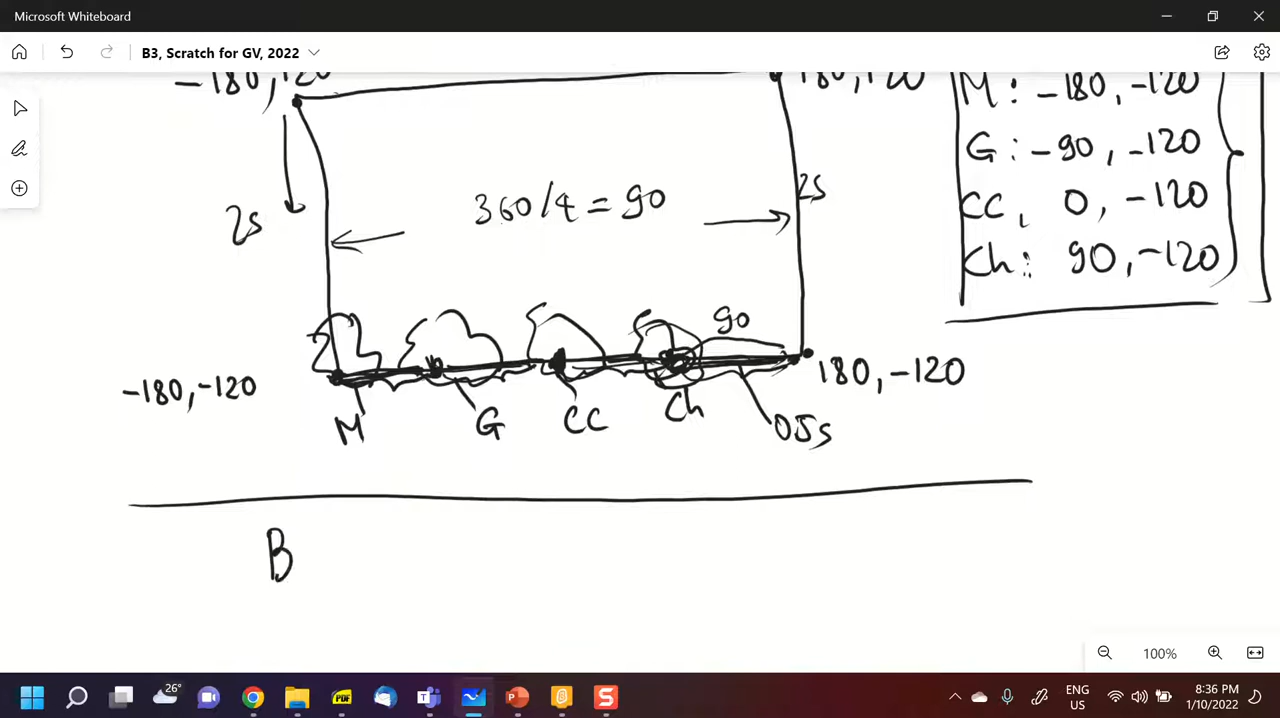 Microsoft Whiteboard
B3, Scratch for GV, 2022
-180,120
180,120
M: -180,-120
G: -90, -120
CC, 0, -120
Ch: 90,-120
2s
360/4 = 90
2s
90
-180,-120
180,-120
M
G
CC
Ch
05s
B
100%
26°
ENG
US
8:36 PM
1/10/2022